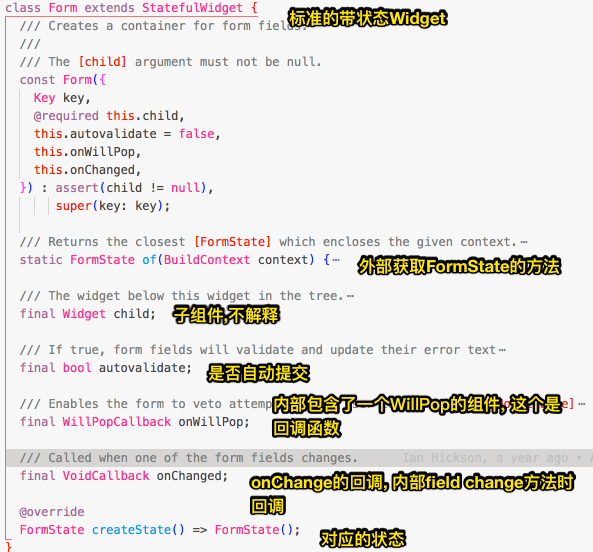 class Form extends StatefulWidget {
标准的带状态Widget
/// Creates a container for form fields.
///
/// The [child] argument must not be null.
const Form({
Key key,
@required this.child,
this.autovalidate = false,
this.onWillPop,
this.onChanged,
}) : assert(child != null),
super(key: key);
/// Returns the closest [FormState] which encloses the given context.⋯
static FormState of(BuildContext context) {⋯
外部获取FormState的方法
/// The widget below this widget in the tree.⋯
final Widget child;
子组件,不解释
/// If true, form fields will validate and update their error text⋯
final bool autovalidate;
是否自动提交
/// Enables the form to veto attemp
内部包含了一个WillPop的组件, 这个是
final WillPopCallback onWillPop;
回调函数
/// Called when one of the form fields changes. Ian Hickson, a year ago •
final VoidCallback onChanged;
onChange的回调, 内部field change方法时
回调
@override
FormState createState() => FormState();
对应的状态
}